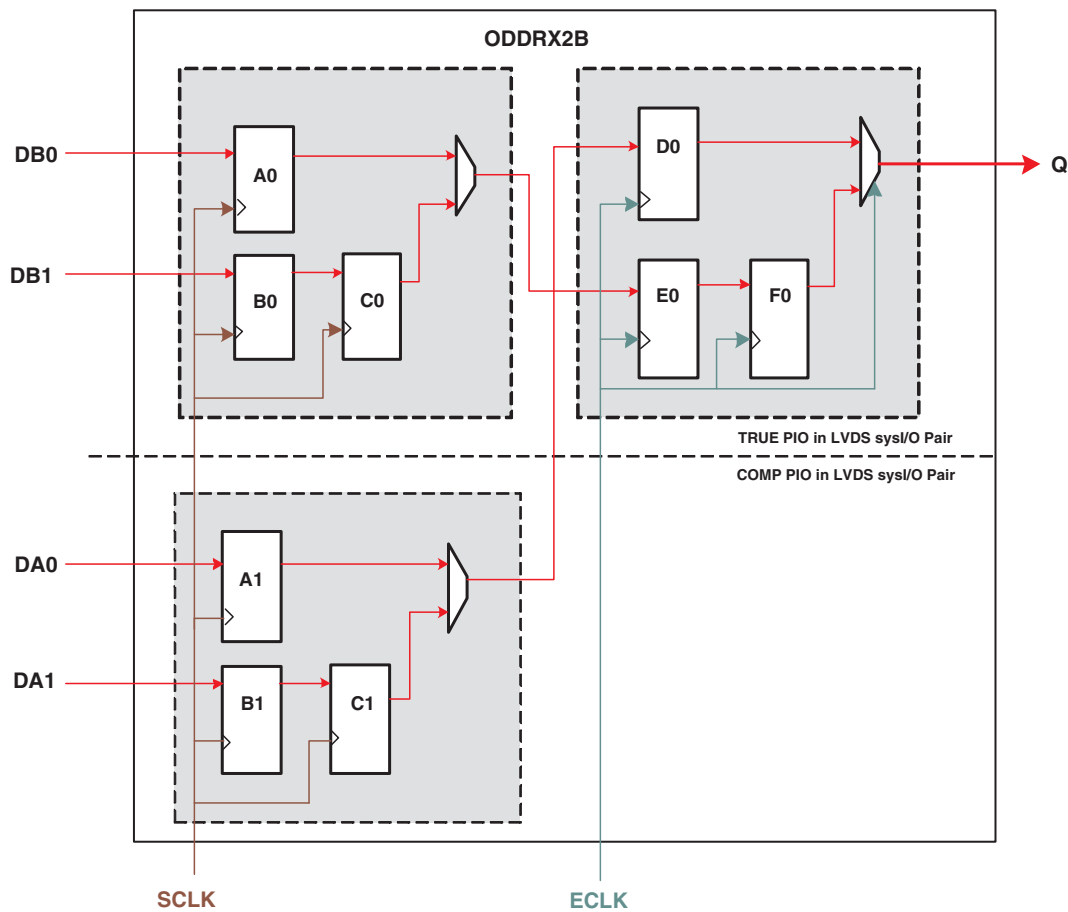 ODDRX2B
DB0
A0
D0
Q
DB1
B0
C0
E0
F0
TRUE PIO in LVDS sysI/O Pair
COMP PIO in LVDS sysI/O Pair
DA0
A1
DA1
B1
C1
SCLK
ECLK